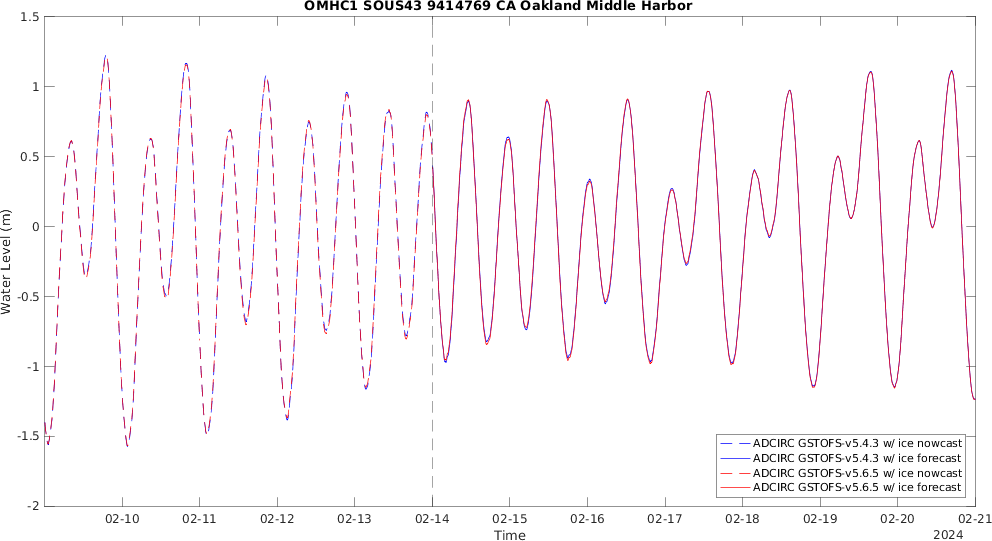 OMHC1 SOUS43 9414769 CA Oakland Middle Harbor
1.5
1
0.5
0
-0.5
-1
-1.5
-2
Water Level (m)
ADCIRC GSTOFS-v5.4.3 w/ ice nowcast
ADCIRC GSTOFS-v5.4.3 w/ ice forecast
ADCIRC GSTOFS-v5.6.5 w/ ice nowcast
ADCIRC GSTOFS-v5.6.5 w/ ice forecast
02-10 02-11 02-12 02-13 02-14 02-15 02-16 02-17 02-18 02-19 02-20 02-21
Time
2024